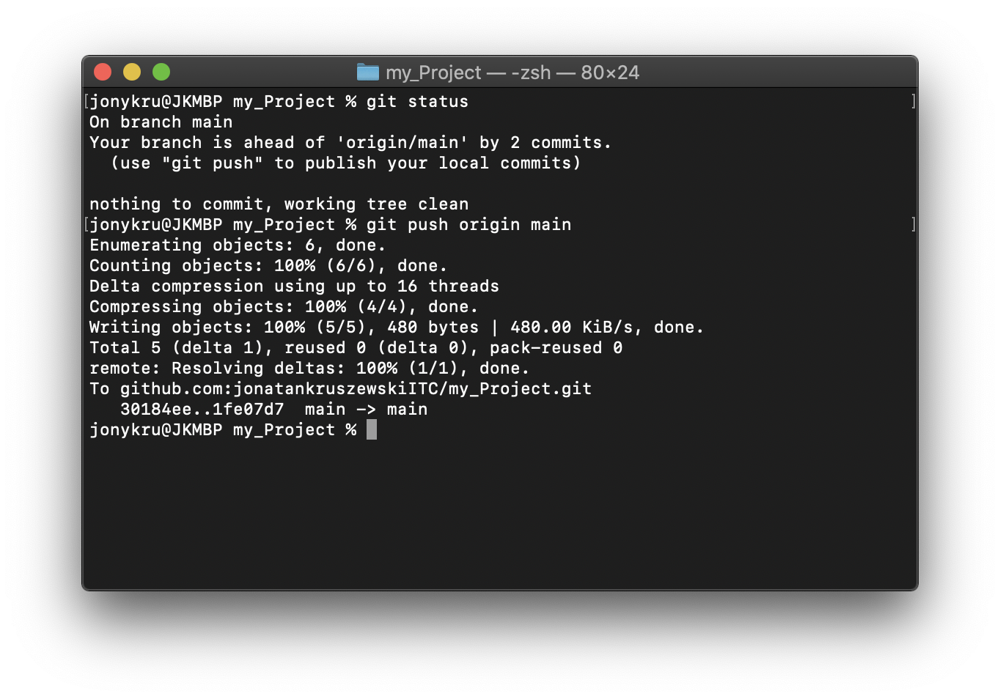 my_Project — -zsh — 80×24
[jonykru@JKMBP my_Project % git status ]
On branch main
Your branch is ahead of 'origin/main' by 2 commits.
  (use "git push" to publish your local commits)

nothing to commit, working tree clean
[jonykru@JKMBP my_Project % git push origin main ]
Enumerating objects: 6, done.
Counting objects: 100% (6/6), done.
Delta compression using up to 16 threads
Compressing objects: 100% (4/4), done.
Writing objects: 100% (5/5), 480 bytes | 480.00 KiB/s, done.
Total 5 (delta 1), reused 0 (delta 0), pack-reused 0
remote: Resolving deltas: 100% (1/1), done.
To github.com:jonatankruszewskiITC/my_Project.git
   30184ee..1fe07d7  main -> main
jonykru@JKMBP my_Project %